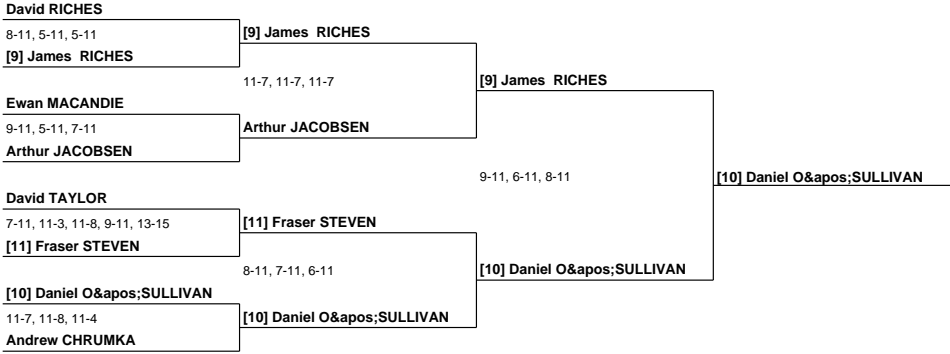 David RICHES
8-11, 5-11, 5-11
[9] James  RICHES
[9] James  RICHES
11-7, 11-7, 11-7
[9] James  RICHES
Ewan MACANDIE
9-11, 5-11, 7-11
Arthur JACOBSEN
Arthur JACOBSEN
9-11, 6-11, 8-11
[10] Daniel O&apos;SULLIVAN
David TAYLOR
7-11, 11-3, 11-8, 9-11, 13-15
[11] Fraser STEVEN
[11] Fraser STEVEN
8-11, 7-11, 6-11
[10] Daniel O&apos;SULLIVAN
[10] Daniel O&apos;SULLIVAN
11-7, 11-8, 11-4
Andrew CHRUMKA
[10] Daniel O&apos;SULLIVAN